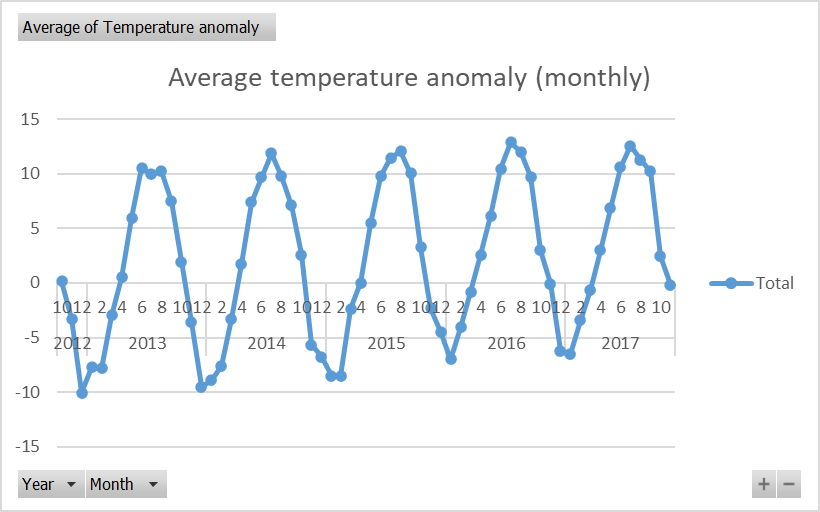 Average of Temperature anomaly
Average temperature anomaly (monthly)
15
10
5
0
-5
-10
-15
10 12 2 4 6 8 10 12 2 4 6 8 10 12 2 4 6 8 10 12 2 4 6 8 10 12 2 4 6 8 10
2012 2013 2014 2015 2016 2017
Total
Year Month
+ −